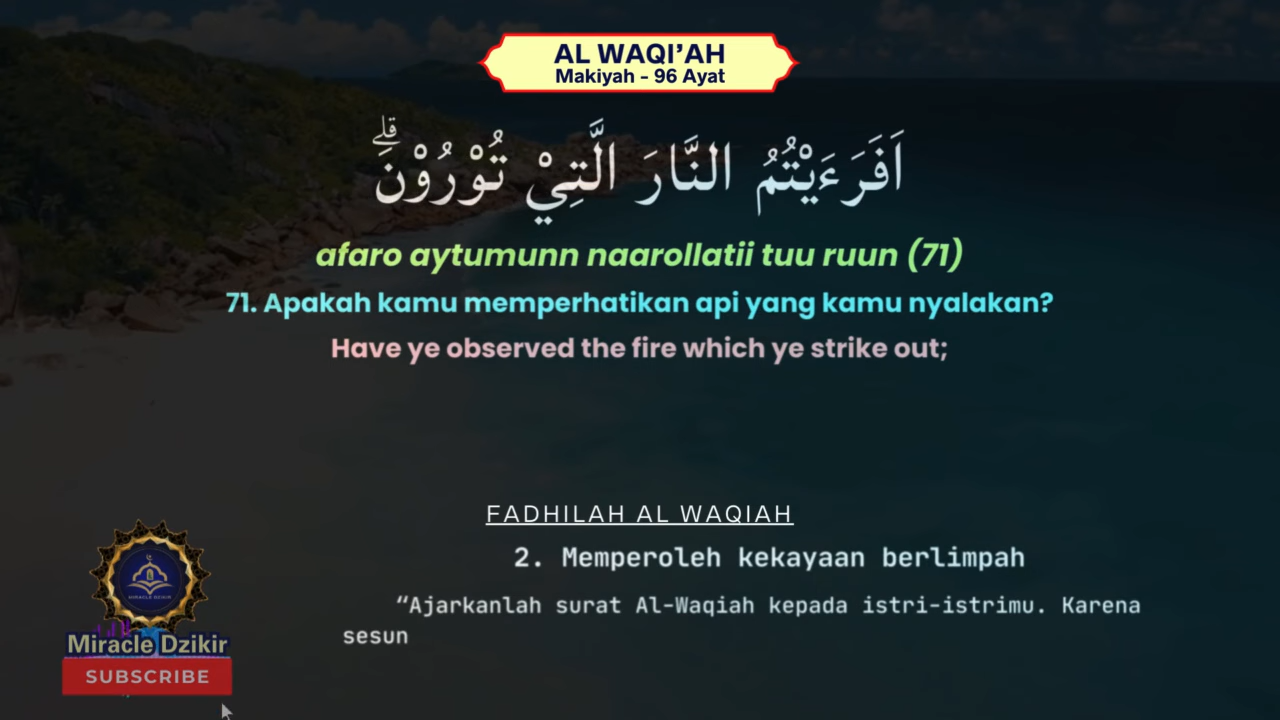 AL WAQI’AH
Makiyah - 96 Ayat
اَفَرَءَيْتُمُ النَّارَ الَّتِيْ تُوْرُوْنَۗ
afaro aytumunn naarollatii tuu ruun (71)
71. Apakah kamu memperhatikan api yang kamu nyalakan?
Have ye observed the fire which ye strike out;
FADHILAH AL WAQIAH
2. Memperoleh kekayaan berlimpah
“Ajarkanlah surat Al-Waqiah kepada istri-istrimu. Karena
sesun
MIRACLE DZIKIR
Miracle Dzikir
SUBSCRIBE